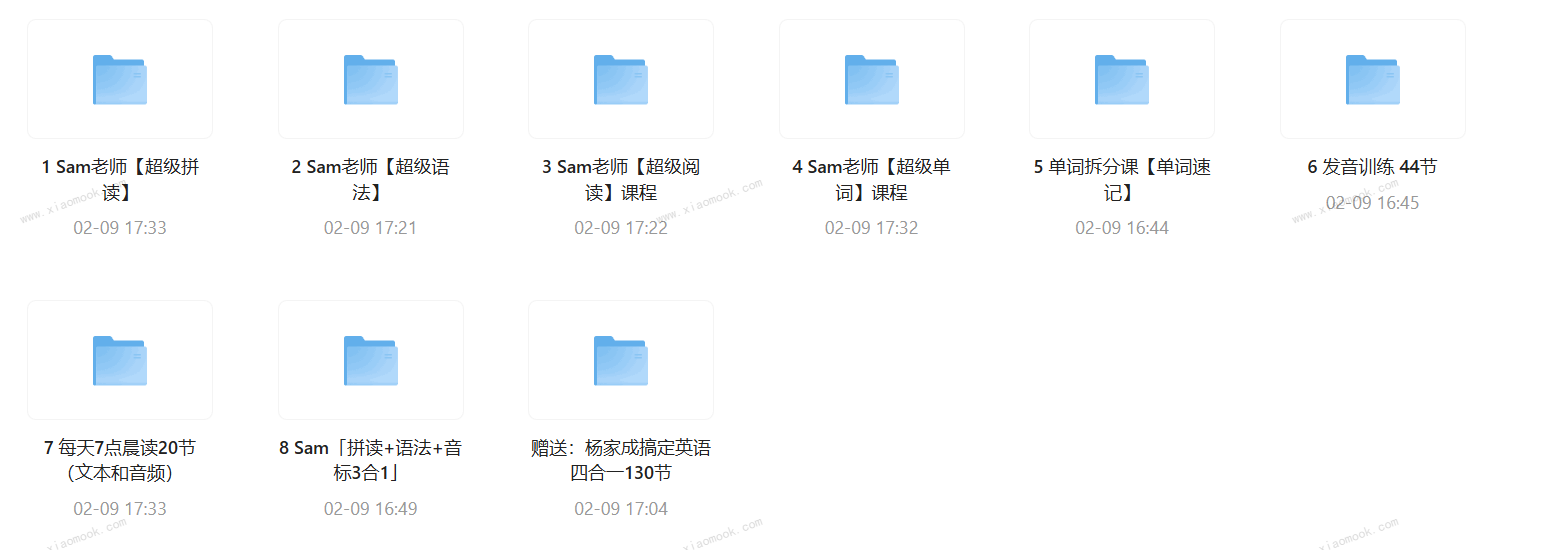 1 Sam老师【超级拼
读】
02-09 17:33
2 Sam老师【超级语
法】
02-09 17:21
3 Sam老师【超级阅
读】课程
02-09 17:22
4 Sam老师【超级单
词】课程
02-09 17:32
5 单词拆分课【单词速
记】
02-09 16:44
6 发音训练 44节
02-09 16:45
www.xiaomook.com
www.xiaomook.com
www.xiaomook.com
7 每天7点晨读20节
（文本和音频）
02-09 17:33
8 Sam「拼读+语法+音
标3合1」
02-09 16:49
赠送：杨家成搞定英语
四合一130节
02-09 17:04
xiaomook.com
xiaomook.com
xiaomook.com